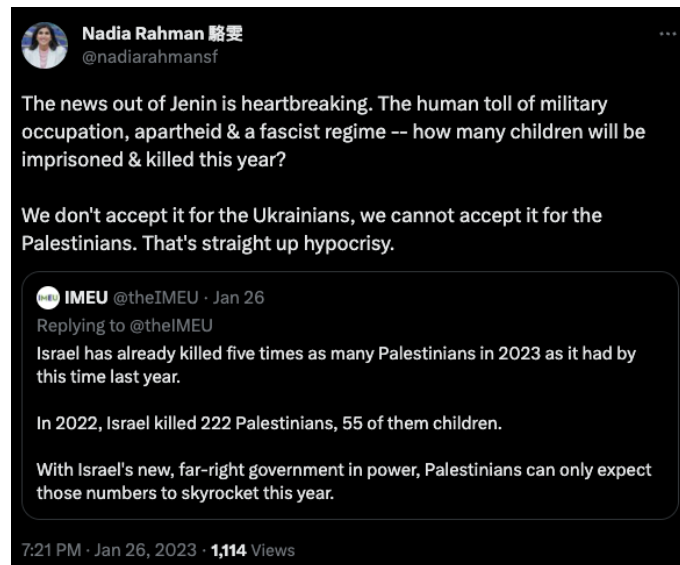 Nadia Rahman 駱雯
@nadiarahmansf
The news out of Jenin is heartbreaking. The human toll of military
occupation, apartheid & a fascist regime -- how many children will be
imprisoned & killed this year?
We don't accept it for the Ukrainians, we cannot accept it for the
Palestinians. That's straight up hypocrisy.
IMEU IMEU @theIMEU · Jan 26
Replying to @theIMEU
Israel has already killed five times as many Palestinians in 2023 as it had by
this time last year.
In 2022, Israel killed 222 Palestinians, 55 of them children.
With Israel's new, far-right government in power, Palestinians can only expect
those numbers to skyrocket this year.
7:21 PM · Jan 26, 2023 · 1,114 Views